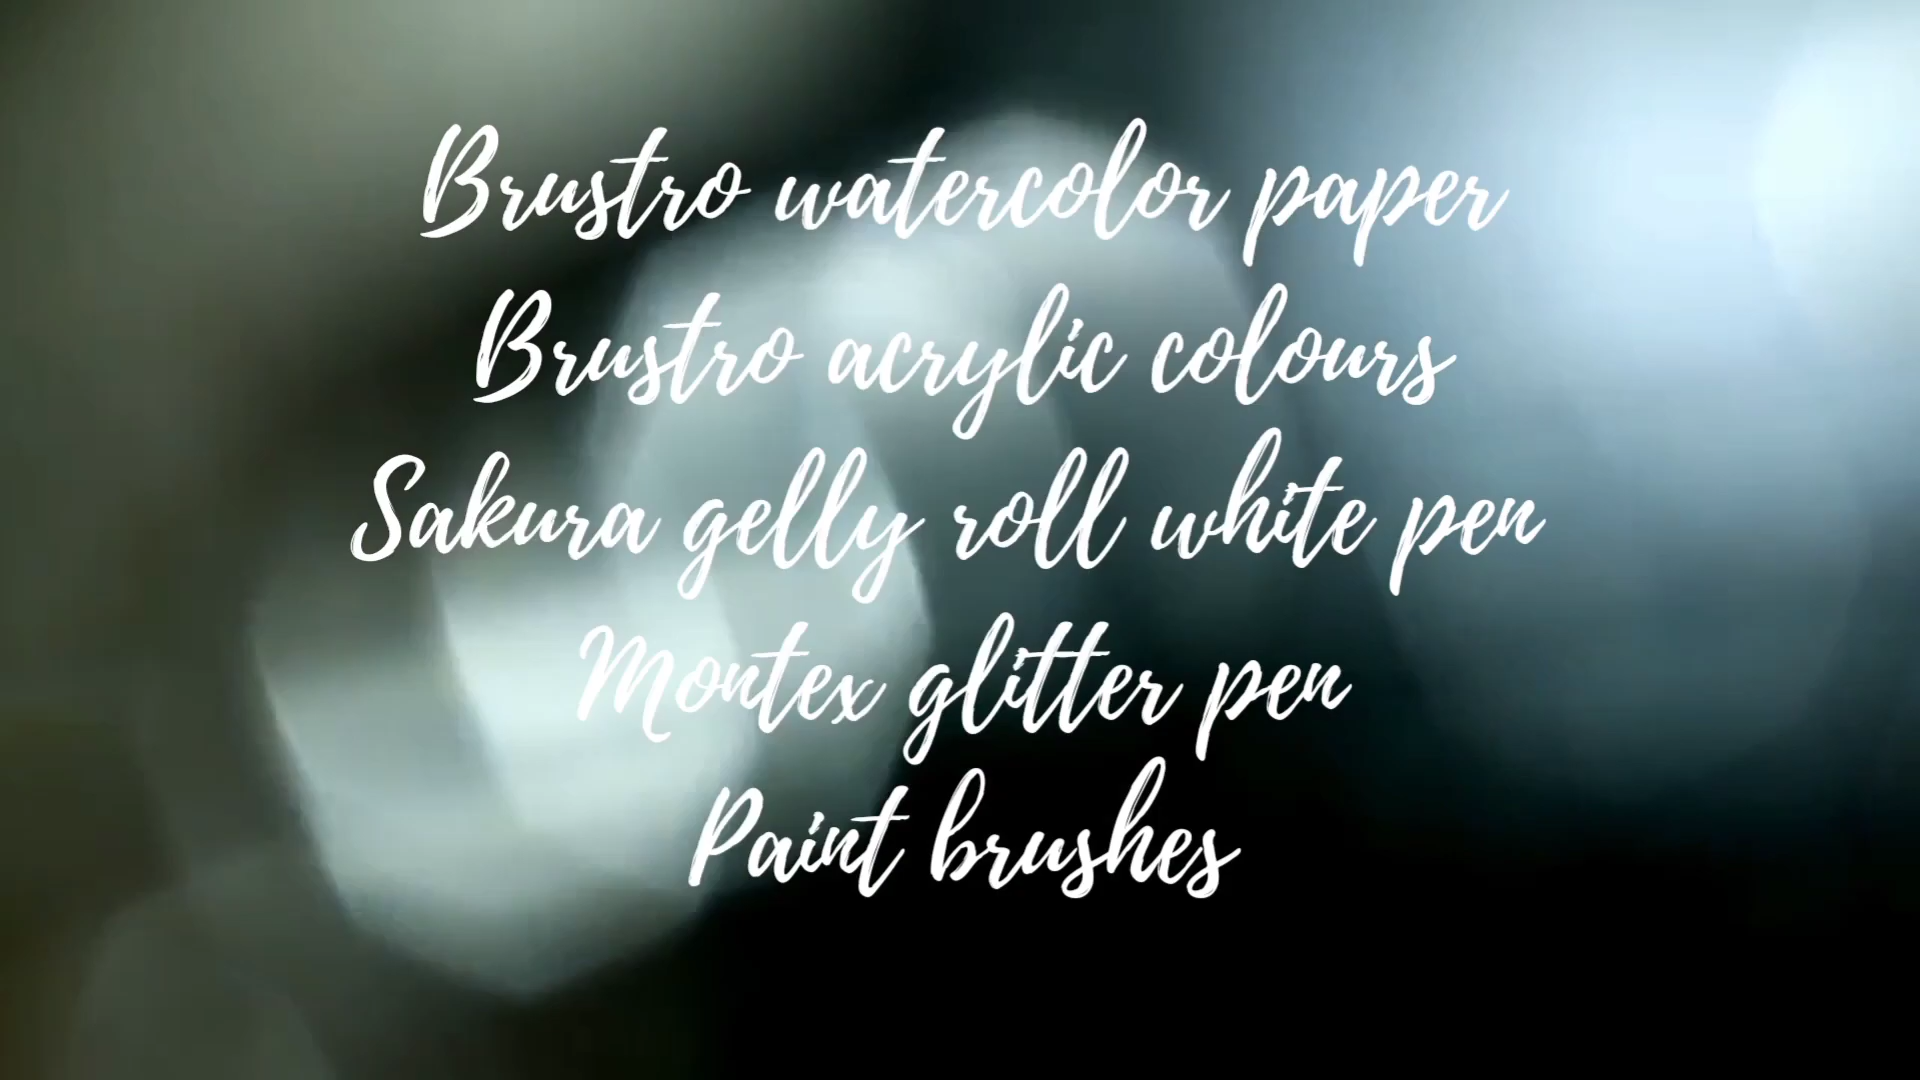 Brustro watercolor paper
Brustro acrylic colours
Sakura gelly roll white pen
Montex glitter pen
Paint brushes